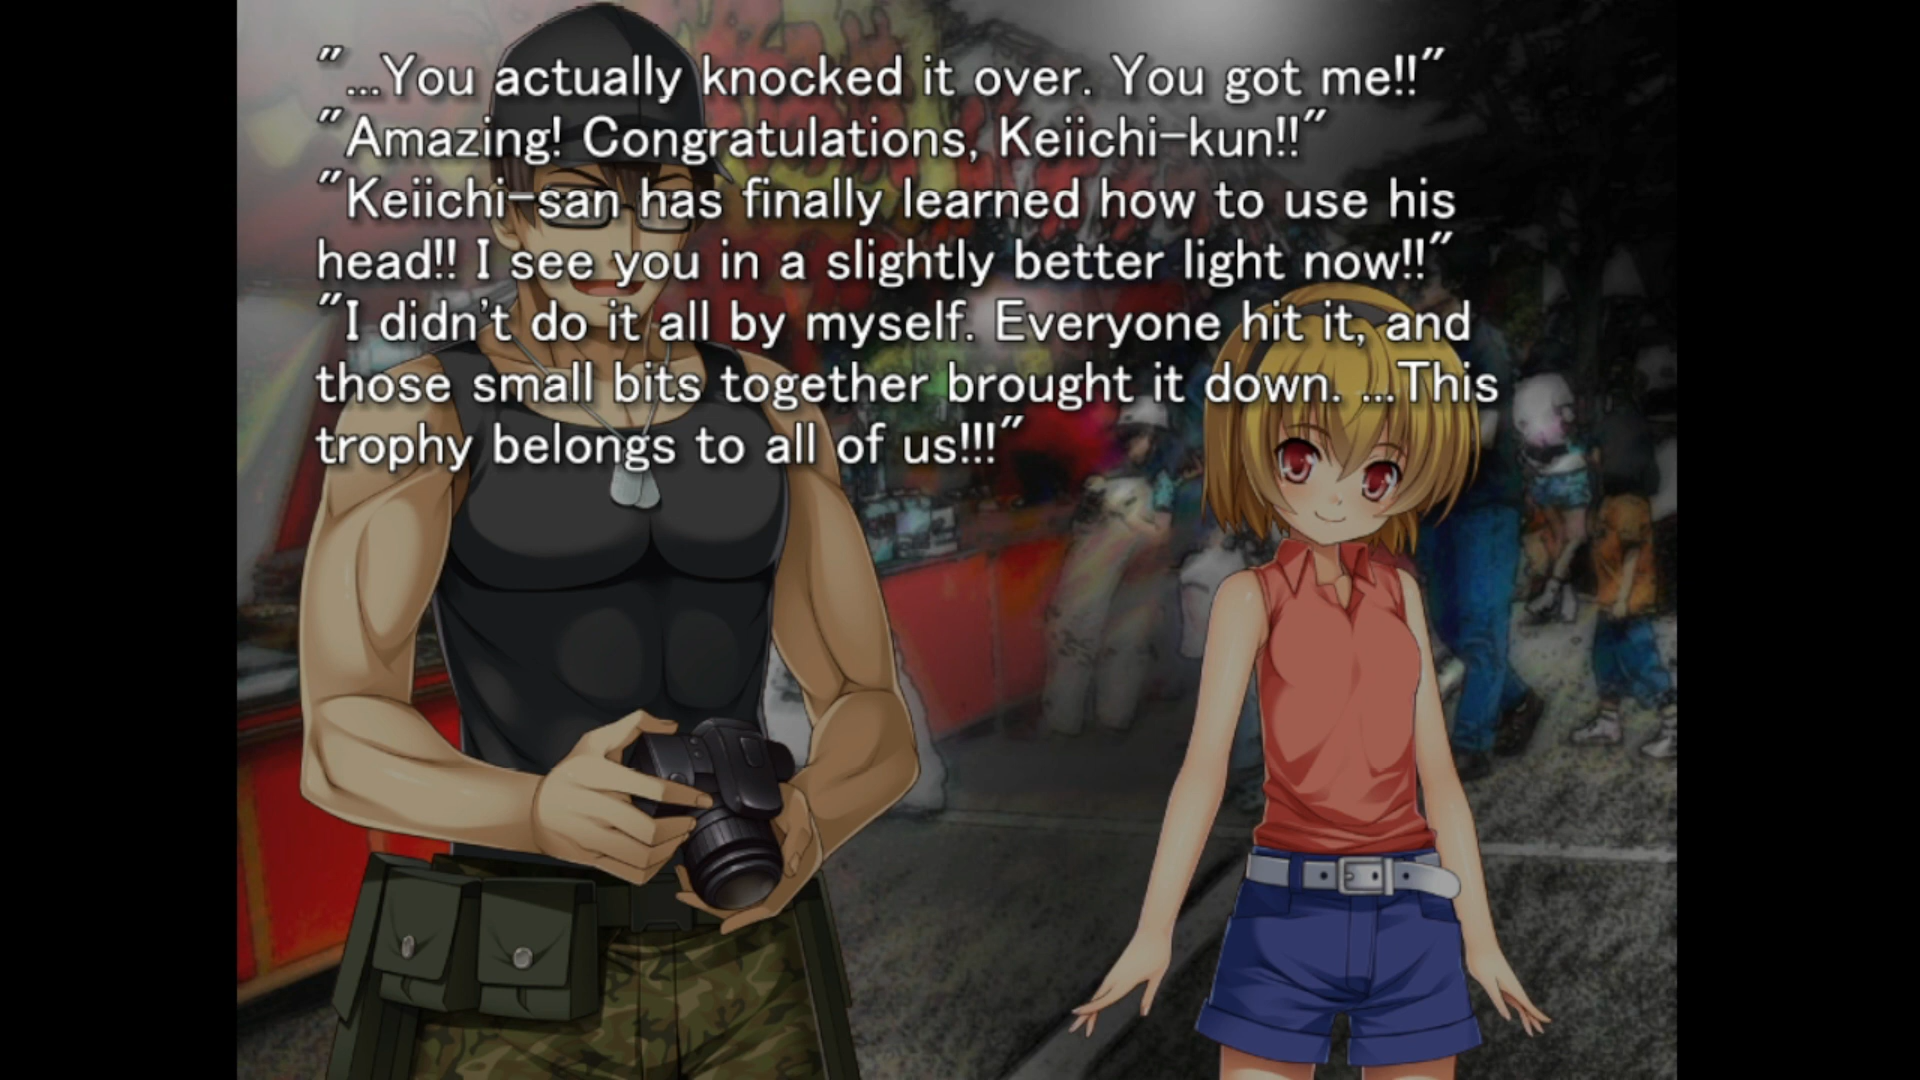 "...You actually knocked it over. You got me!!"
"Amazing! Congratulations, Keiichi-kun!!"
"Keiichi-san has finally learned how to use his
head!! I see you in a slightly better light now!!"
"I didn't do it all by myself. Everyone hit it, and
those small bits together brought it down. ...This
trophy belongs to all of us!!!"